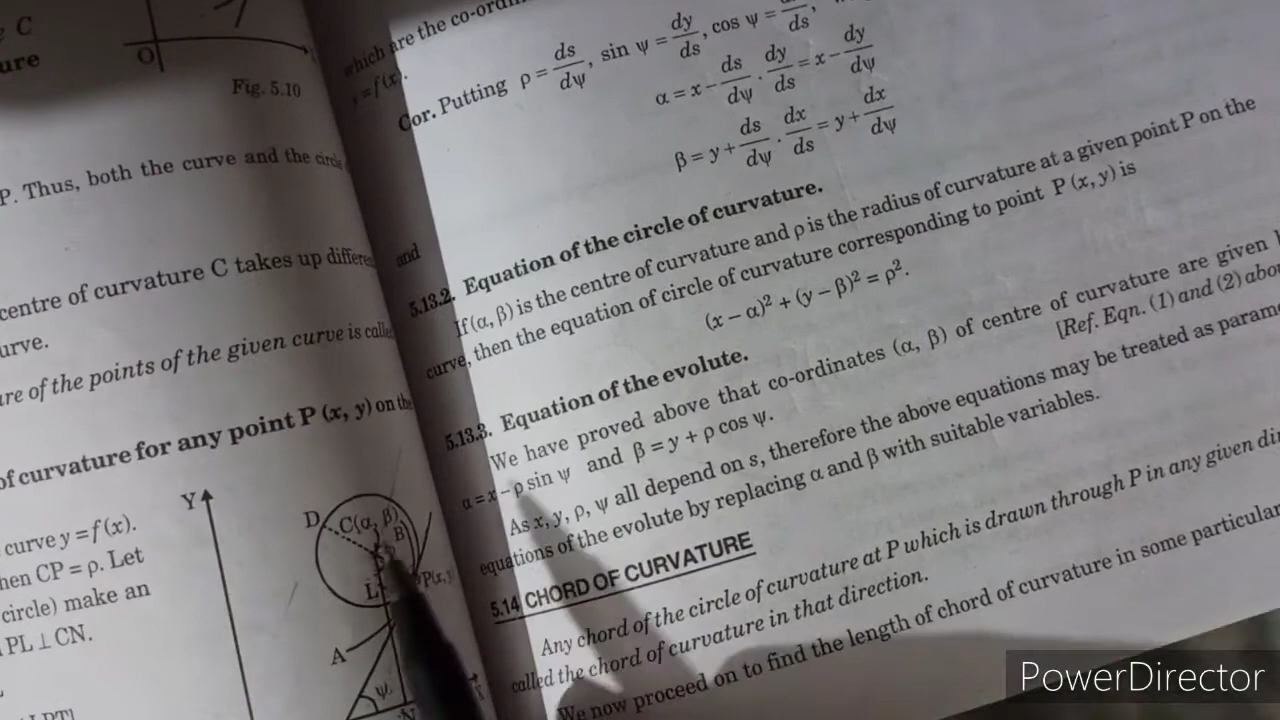 C
ure
O
Fig. 5.10
P. Thus, both the curve and the circle
centre of curvature C takes up differe
urve.
re of the points of the given curve is calle
of curvature for any point P (x, y) on the
curve y = f(x).
hen CP = ρ. Let
circle) make an
PL ⊥ CN.
Y
D
C(α, β)
B
P(x, y
L
A
ψ
N
X
which are the co-ordin
y = f(x).
Cor. Putting ρ = ds/dψ, sin ψ = dy/ds, cos ψ = dx/ds,
α = x – ds/dψ · dy/ds = x – dy/dψ
and β = y + ds/dψ · dx/ds = y + dx/dψ
5.13.2. Equation of the circle of curvature.
If (α, β) is the centre of curvature and ρ is the radius of curvature at a given point P on the
curve, then the equation of circle of curvature corresponding to point P (x, y) is
(x – α)² + (y – β)² = ρ².
5.13.3. Equation of the evolute.
We have proved above that co-ordinates (α, β) of centre of curvature are given
α = x – ρ sin ψ and β = y + ρ cos ψ.
[Ref. Eqn. (1) and (2) abo
As x, y, ρ, ψ all depend on s, therefore the above equations may be treated as param
equations of the evolute by replacing α and β with suitable variables.
5.14 CHORD OF CURVATURE
Any chord of the circle of curvature at P which is drawn through P in any given di
called the chord of curvature in that direction.
We now proceed on to find the length of chord of curvature in some particular
PowerDirector